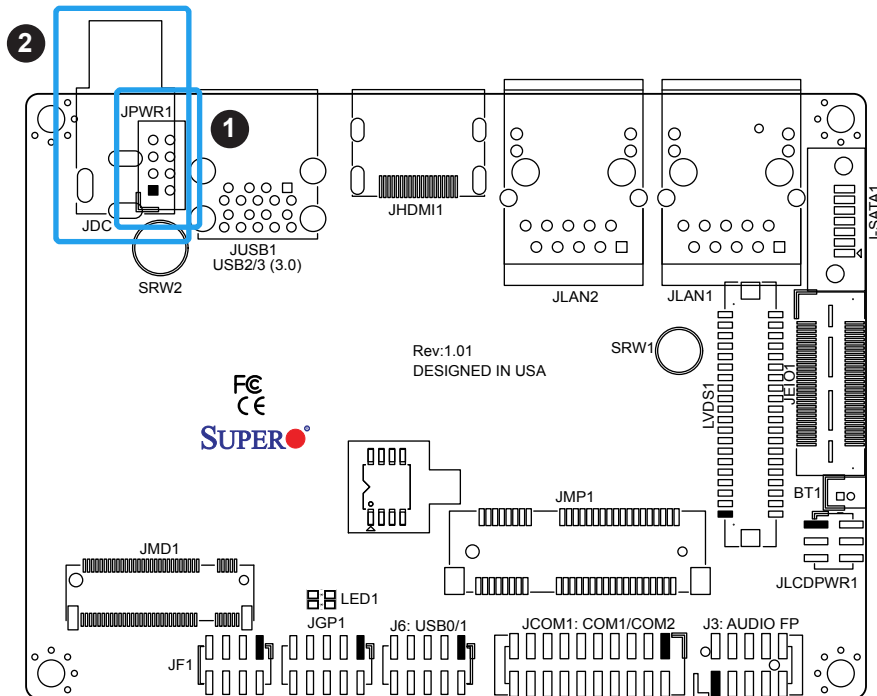 2
JPWR1
1
JDC
SRW2
JUSB1
USB2/3 (3.0)
JHDMI1
JLAN2
JLAN1
I-SATA1
Rev:1.01
DESIGNED IN USA
SRW1
LVDS1
JEIO1
FC
CE
SUPER
BT1
JMP1
JLCDPWR1
JMD1
LED1
JGP1
J6: USB0/1
JCOM1: COM1/COM2
J3: AUDIO FP
JF1